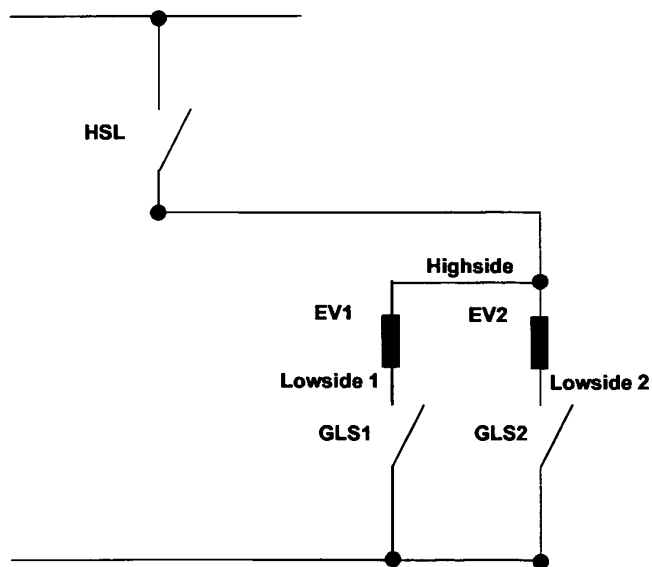 HSL
Highside
EV1
EV2
Lowside 1
Lowside 2
GLS1
GLS2